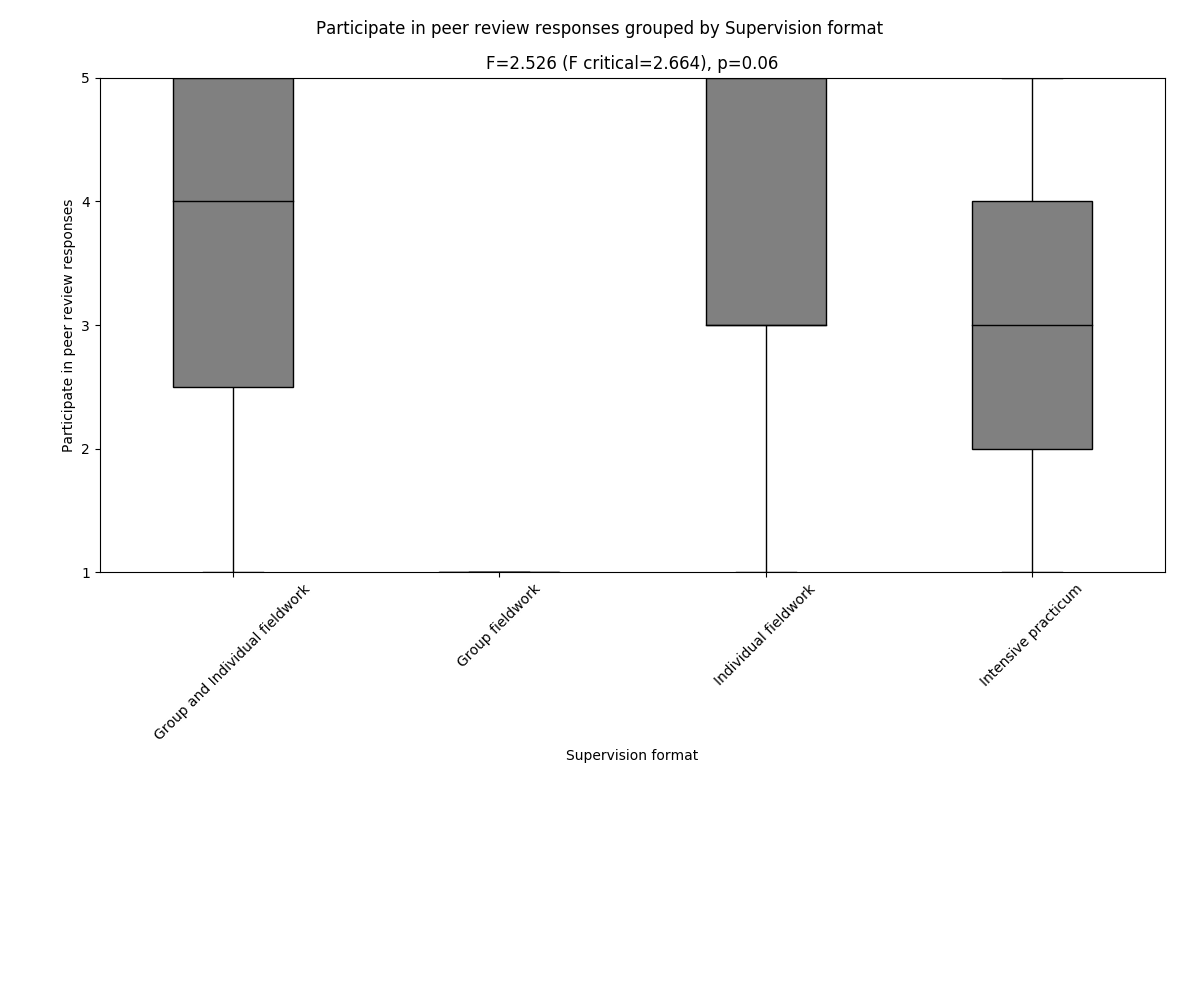 Participate in peer review responses grouped by Supervision format
F=2.526 (F critical=2.664), p=0.06
Participate in peer review responses
5
4
3
2
1
Group and Individual fieldwork
Group fieldwork
Individual fieldwork
Intensive practicum
Supervision format